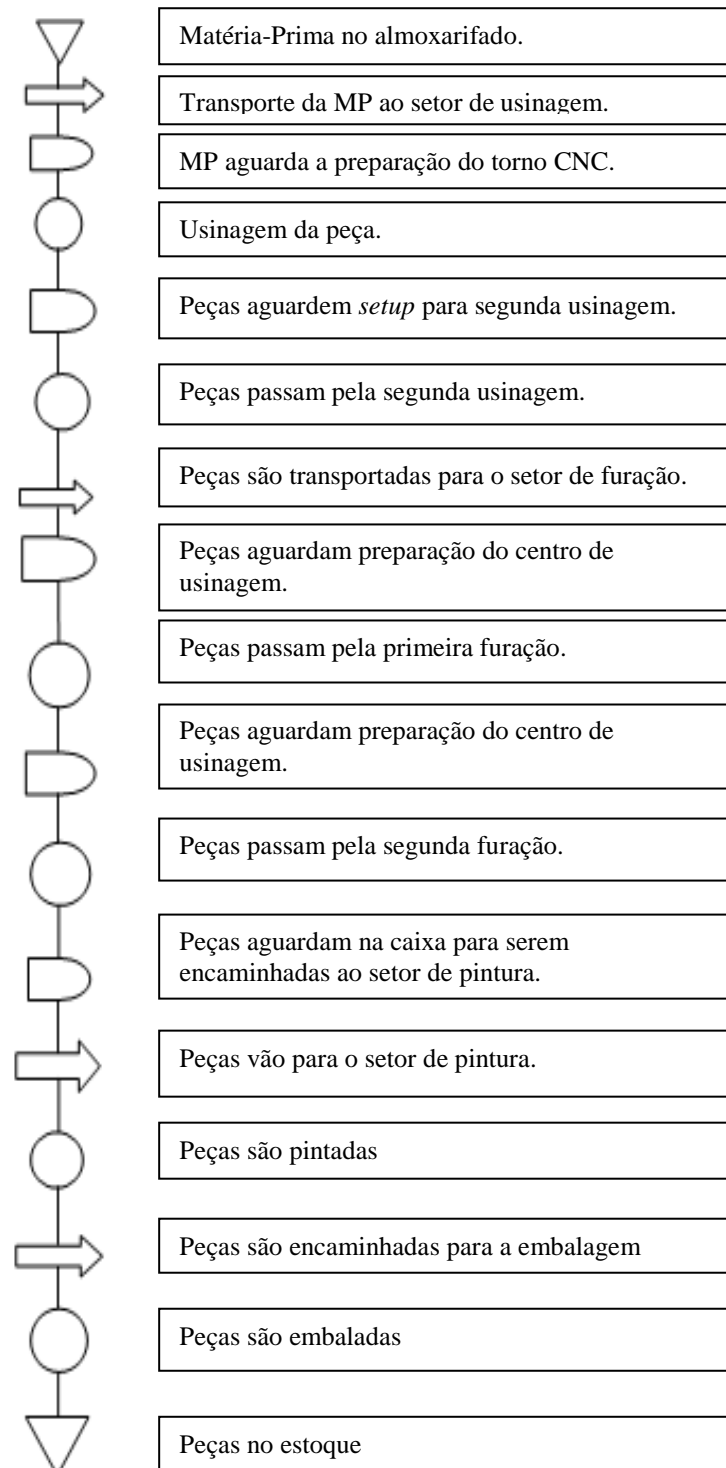 Matéria-Prima no almoxarifado.
Transporte da MP ao setor de usinagem.
MP aguarda a preparação do torno CNC.
Usinagem da peça.
Peças aguardem setup para segunda usinagem.
Peças passam pela segunda usinagem.
Peças são transportadas para o setor de furação.
Peças aguardam preparação do centro de
usinagem.
Peças passam pela primeira furação.
Peças aguardam preparação do centro de
usinagem.
Peças passam pela segunda furação.
Peças aguardam na caixa para serem
encaminhadas ao setor de pintura.
Peças vão para o setor de pintura.
Peças são pintadas
Peças são encaminhadas para a embalagem
Peças são embaladas
Peças no estoque